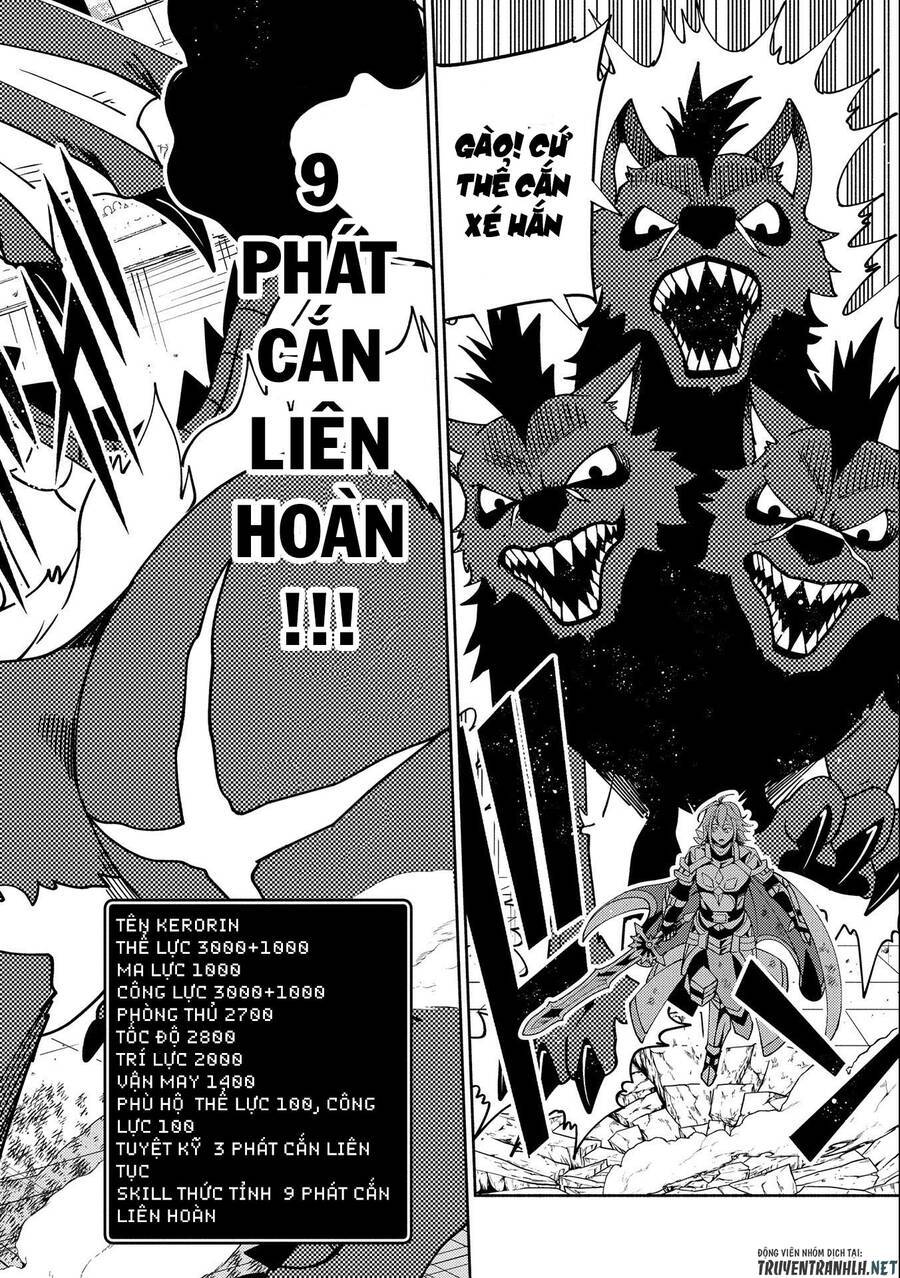 GÀO! CỨ
THỂ CẮN
XÉ HẮN
9
PHÁT
CẮN
LIÊN
HOÀN
!!!
TÊN KERORIN
THỂ LỰC 3000+1000
MA LỰC 1000
CÔNG LỰC 3000+1000
PHÒNG THỦ 2700
TỐC ĐỘ 2800
TRÍ LỰC 2000
VẬN MAY 1400
PHÙ HỘ THỂ LỰC 100, CÔNG
LỰC 100
TUYỆT KỸ 3 PHÁT CẮN LIÊN
TỤC
SKILL THỨC TỈNH 9 PHÁT CẮN
LIÊN HOÀN
ĐỘNG VIÊN NHÓM DỊCH TẠI:
TRUYENTRANHLH.NET